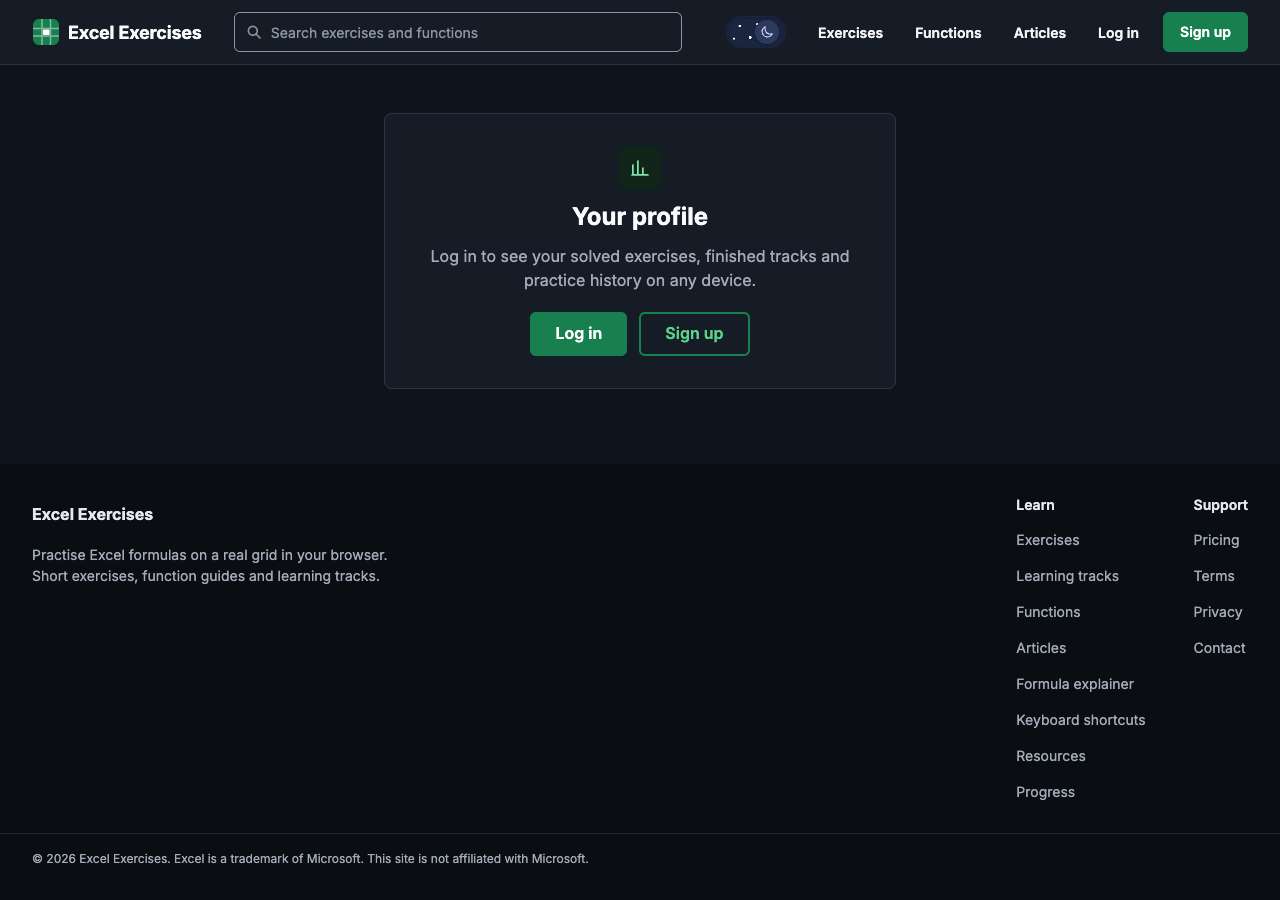 Excel Exercises
Search exercises and functions
Exercises
Functions
Articles
Log in
Sign up
Your profile
Log in to see your solved exercises, finished tracks and
practice history on any device.
Log in
Sign up
Excel Exercises
Practise Excel formulas on a real grid in your browser.
Short exercises, function guides and learning tracks.
Learn
Exercises
Learning tracks
Functions
Articles
Formula explainer
Keyboard shortcuts
Resources
Progress
Support
Pricing
Terms
Privacy
Contact
© 2026 Excel Exercises. Excel is a trademark of Microsoft. This site is not affiliated with Microsoft.